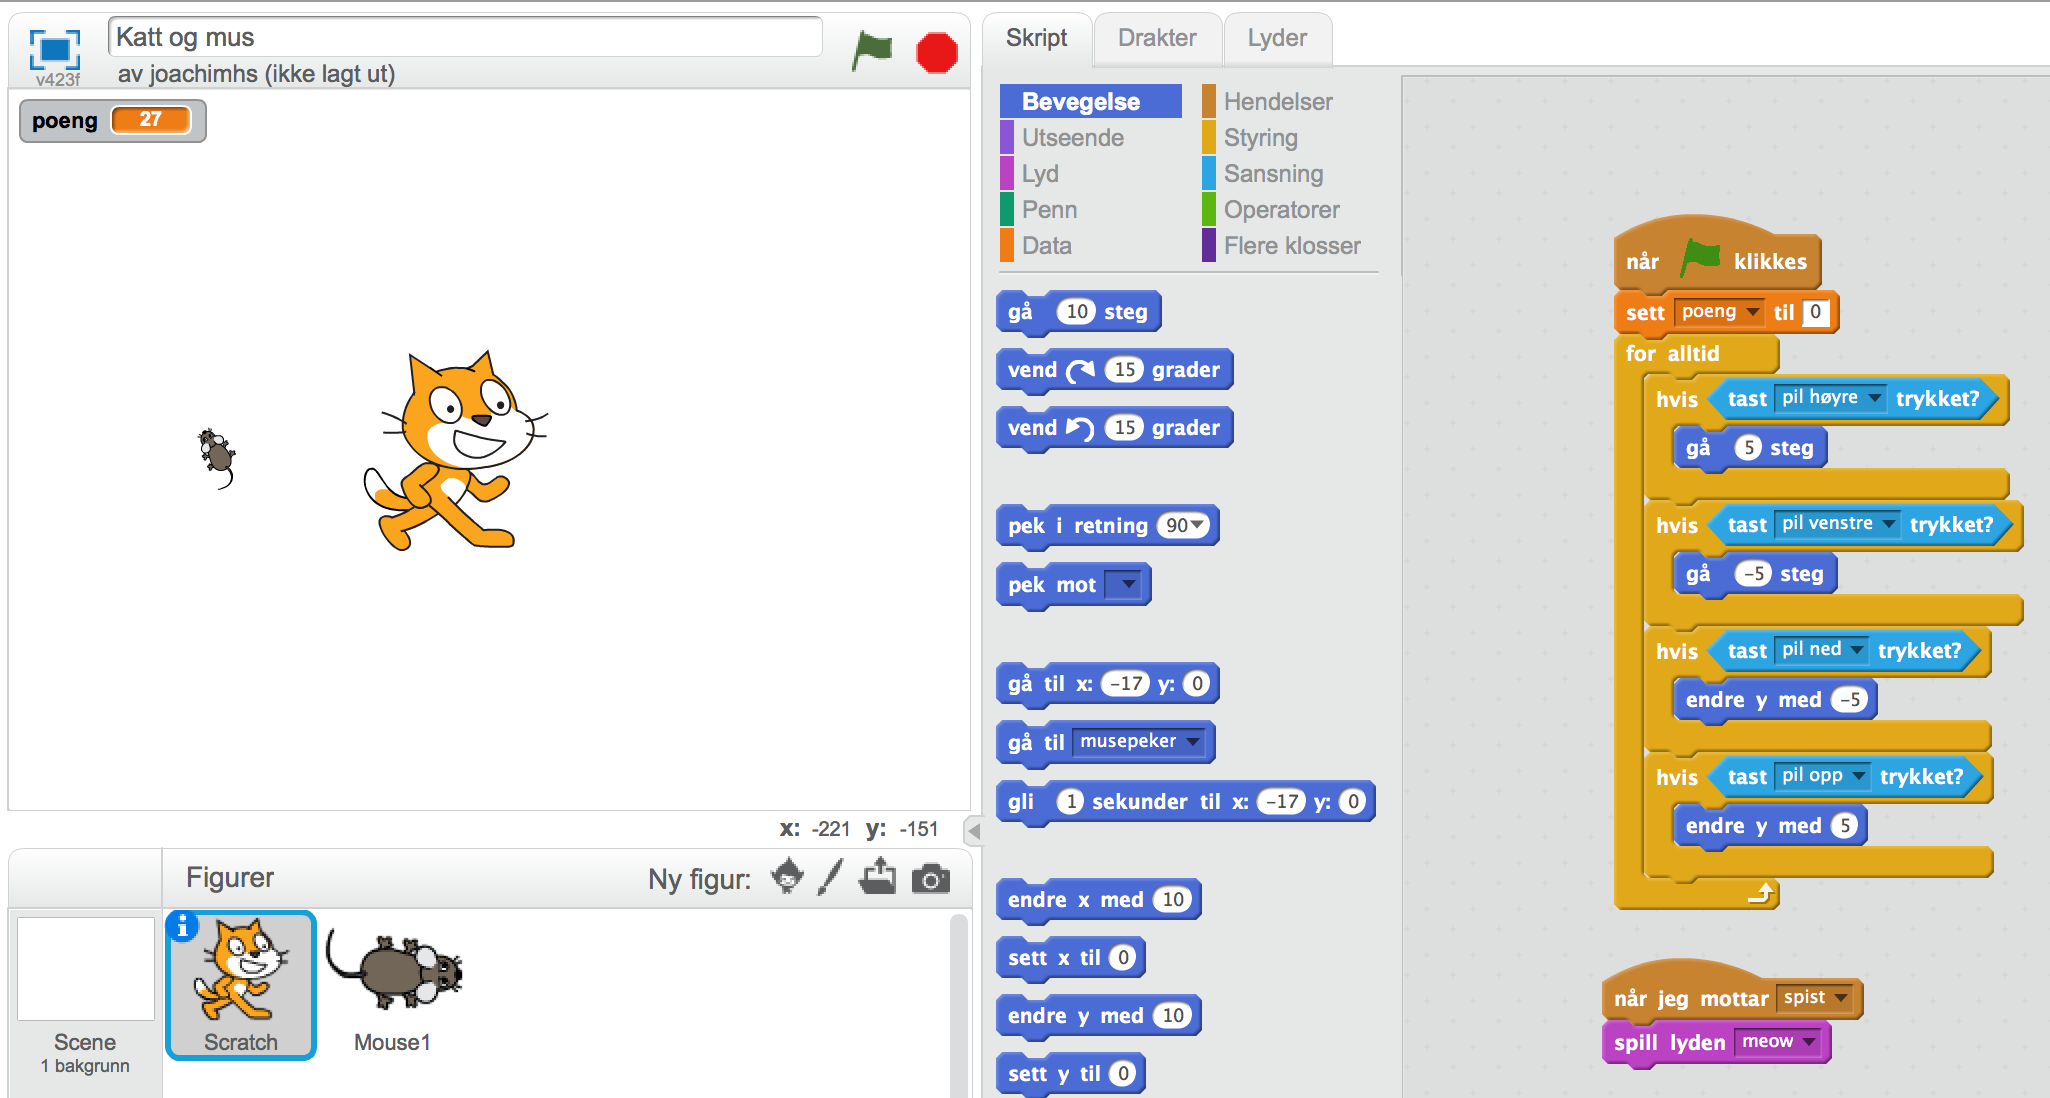 Katt og mus
av joachimhs (ikke lagt ut)
v423f
poeng 27
x: -221 y: -151
Figurer
Ny figur:
Scene
1 bakgrunn
i
Scratch
Mouse1
Skript
Drakter
Lyder
Bevegelse
Utseende
Lyd
Penn
Data
Hendelser
Styring
Sansning
Operatorer
Flere klosser
gå 10 steg
vend 15 grader
vend 15 grader
pek i retning 90
pek mot
gå til x: -17 y: 0
gå til musepeker
gli 1 sekunder til x: -17 y: 0
endre x med 10
sett x til 0
endre y med 10
sett y til 0
når klikkes
sett poeng til 0
for alltid
hvis tast pil høyre trykket?
gå 5 steg
hvis tast pil venstre trykket?
gå -5 steg
hvis tast pil ned trykket?
endre y med -5
hvis tast pil opp trykket?
endre y med 5
når jeg mottar spist
spill lyden meow